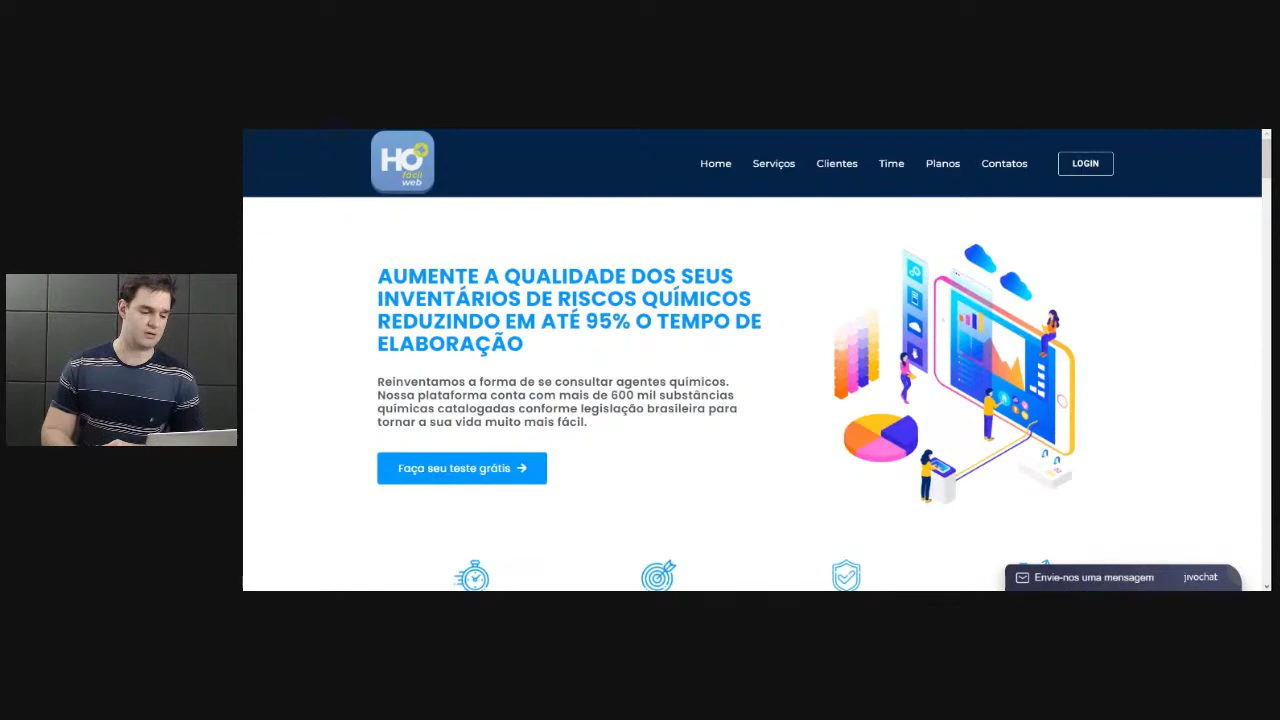 HO
fácil
web
Home Serviços Clientes Time Planos Contatos LOGIN
AUMENTE A QUALIDADE DOS SEUS
INVENTÁRIOS DE RISCOS QUÍMICOS
REDUZINDO EM ATÉ 95% O TEMPO DE
ELABORAÇÃO
Reinventamos a forma de se consultar agentes químicos.
Nossa plataforma conta com mais de 600 mil substâncias
químicas catalogadas conforme legislação brasileira para
tornar a sua vida muito mais fácil.
Faça seu teste grátis
Envie-nos uma mensagem jivochat